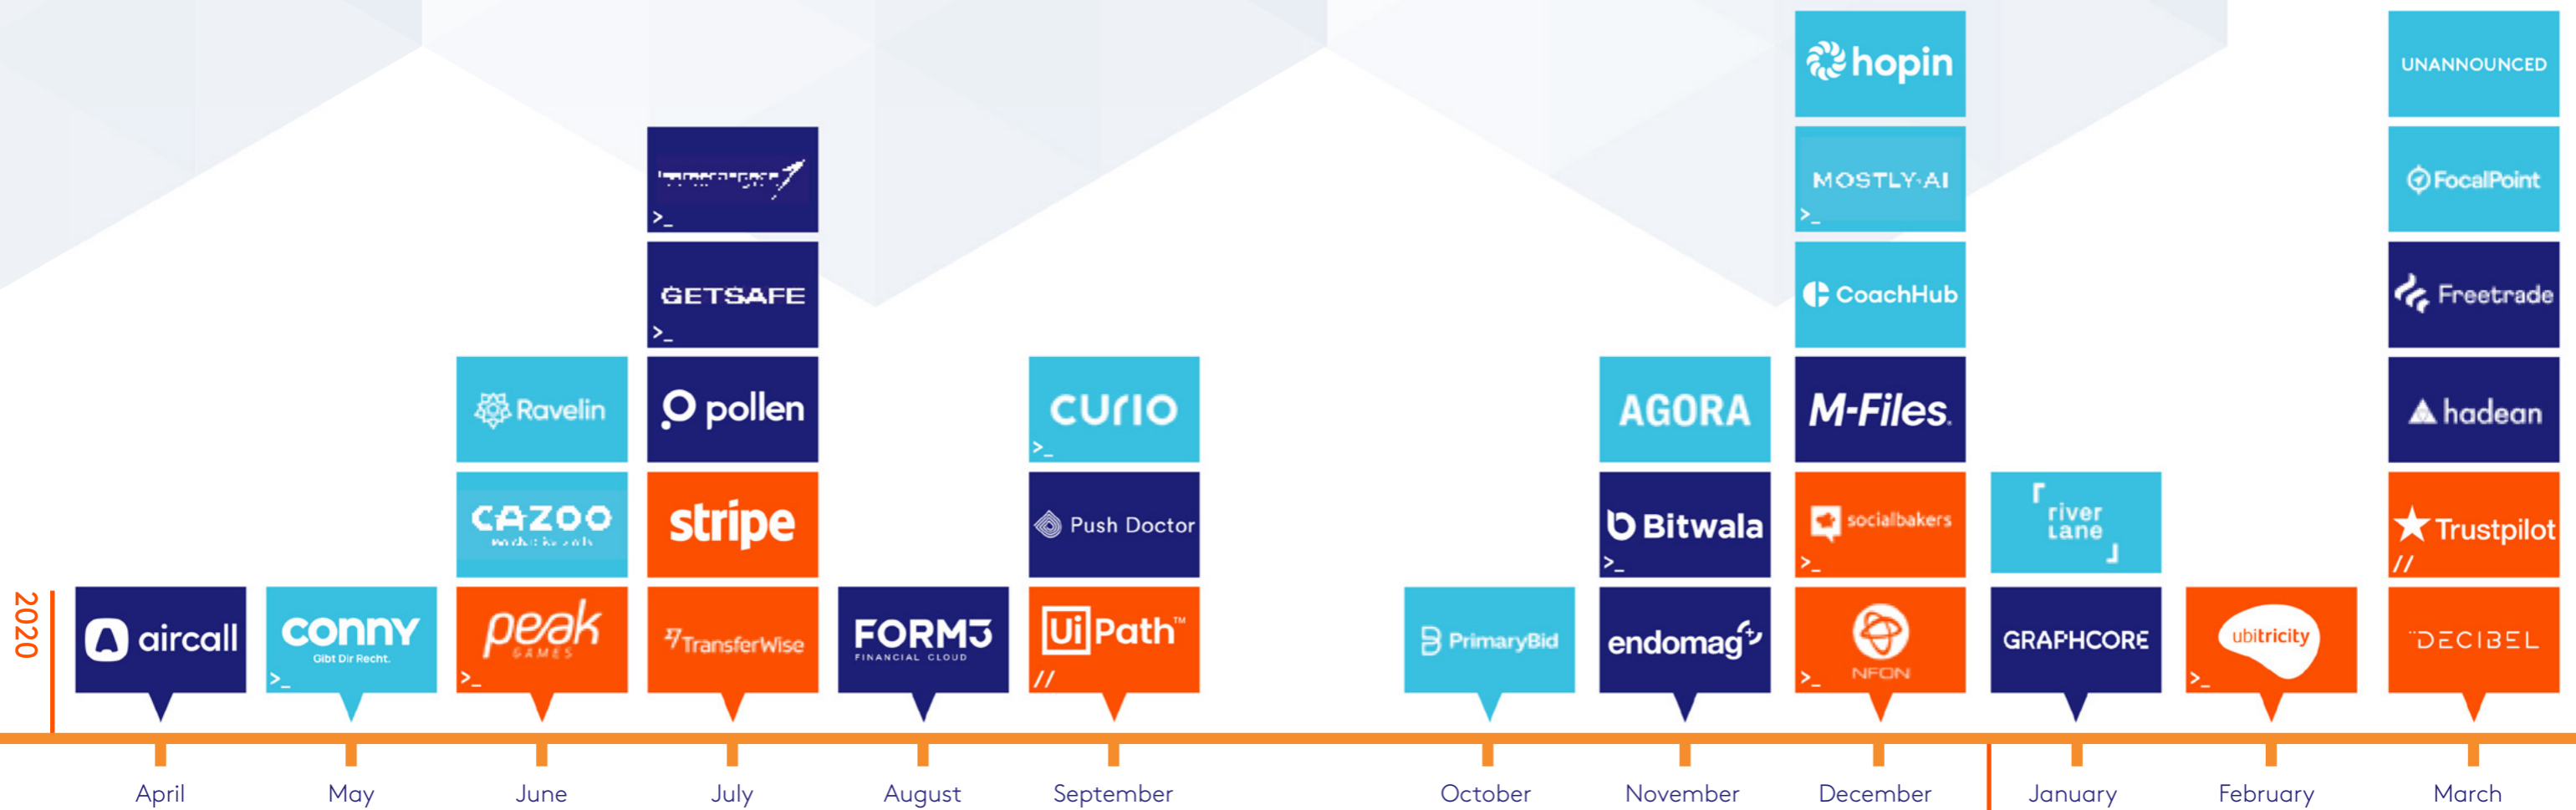 hopin
UNANNOUNCED
MOSTLY·AI
>_
FocalPoint
>_
GETSAFE
>_
CoachHub
Freetrade
Ravelin
pollen
curio
>_
AGORA
M-Files
hadean
CAZOO
stripe
Push Doctor
Bitwala
>_
socialbakers
>_
river
Lane
Trustpilot
//
2020
aircall
conny
Gibt Dir Recht.
>_
peak
GAMES
>_
TransferWise
FORM3
FINANCIAL CLOUD
UiPath™
//
PrimaryBid
endomag
NFON
>_
GRAPHCORE
ubitricity
>_
DECIBEL
April
May
June
July
August
September
October
November
December
January
February
March